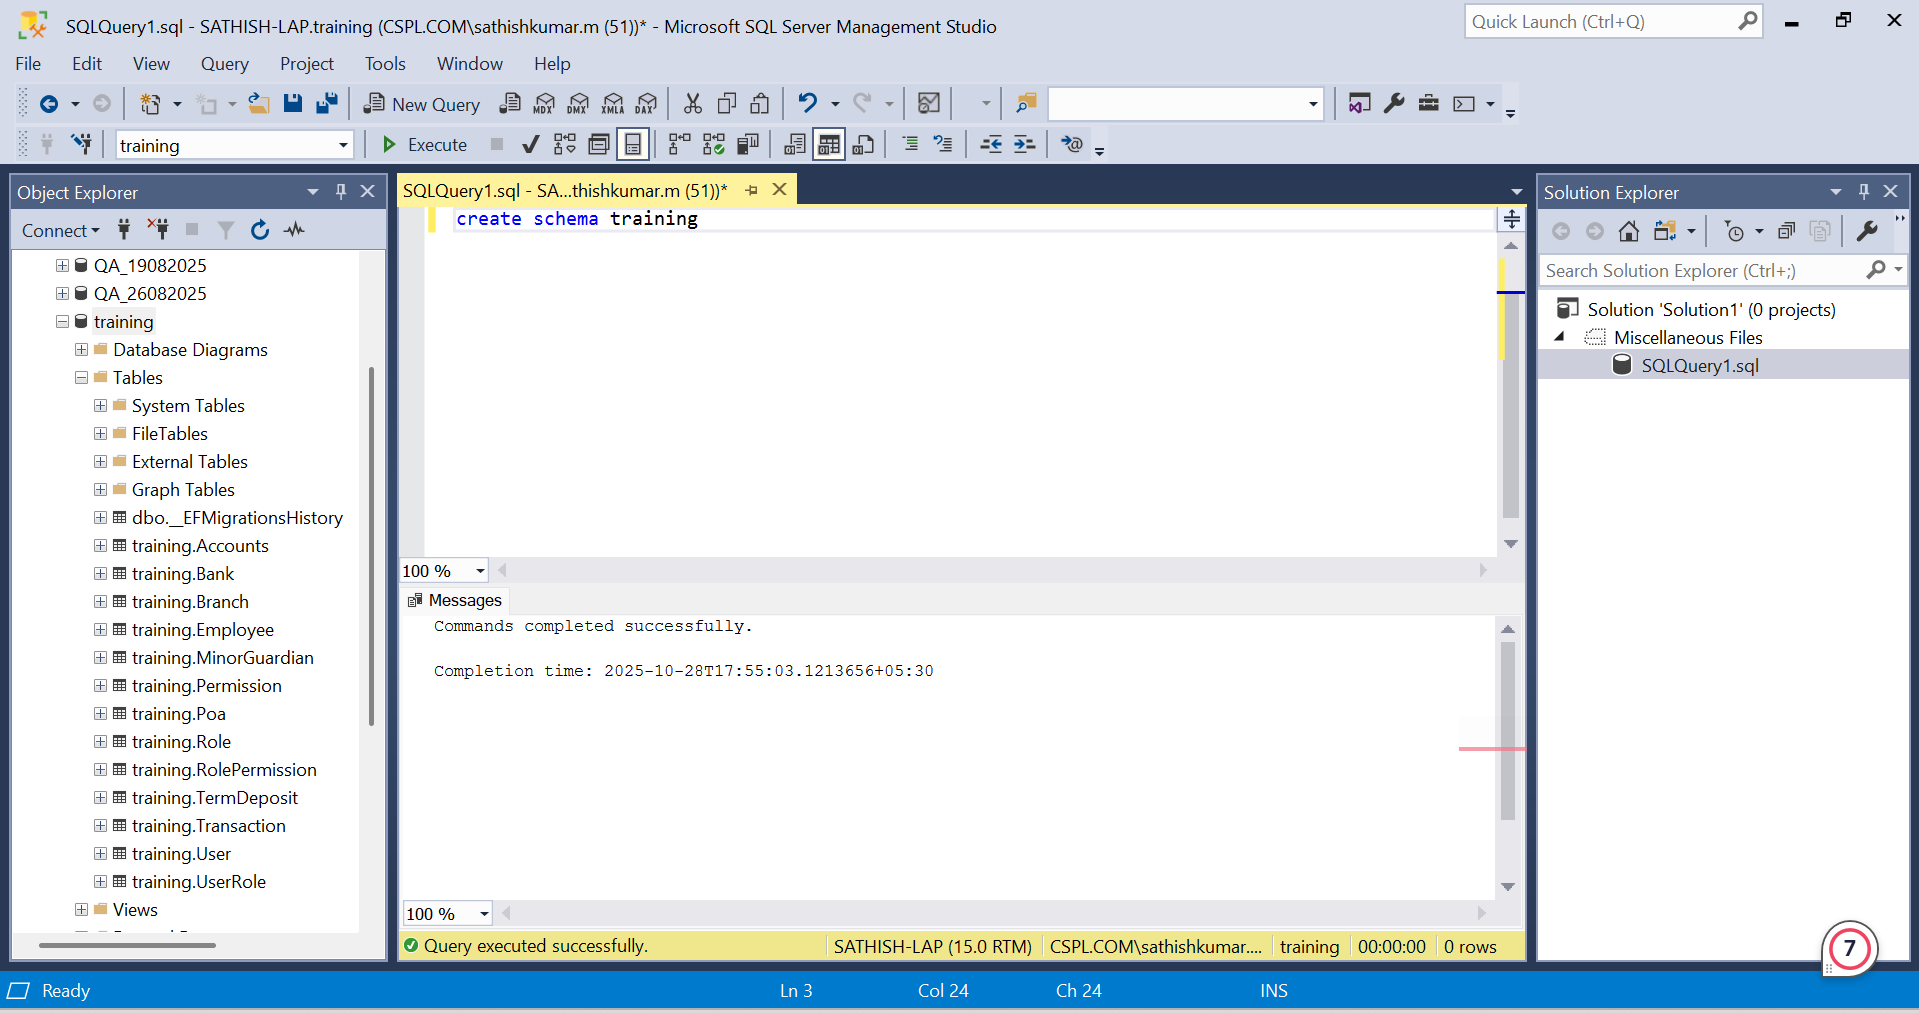 SQLQuery1.sql - SATHISH-LAP.training (CSPL.COM\sathishkumar.m (51))* - Microsoft SQL Server Management Studio
Quick Launch (Ctrl+Q)
File Edit View Query Project Tools Window Help
New Query MDX DMX XMLA DAX
training Execute
Object Explorer
Connect
QA_19082025
QA_26082025
training
Database Diagrams
Tables
System Tables
FileTables
External Tables
Graph Tables
dbo.__EFMigrationsHistory
training.Accounts
training.Bank
training.Branch
training.Employee
training.MinorGuardian
training.Permission
training.Poa
training.Role
training.RolePermission
training.TermDeposit
training.Transaction
training.User
training.UserRole
Views
SQLQuery1.sql - SA...thishkumar.m (51))*
create schema training
100 %
Messages
Commands completed successfully.
Completion time: 2025-10-28T17:55:03.1213656+05:30
100 %
Query executed successfully. SATHISH-LAP (15.0 RTM) CSPL.COM\sathishkumar.... training 00:00:00 0 rows
Solution Explorer
Search Solution Explorer (Ctrl+;)
Solution 'Solution1' (0 projects)
Miscellaneous Files
SQLQuery1.sql
7
Ready Ln 3 Col 24 Ch 24 INS